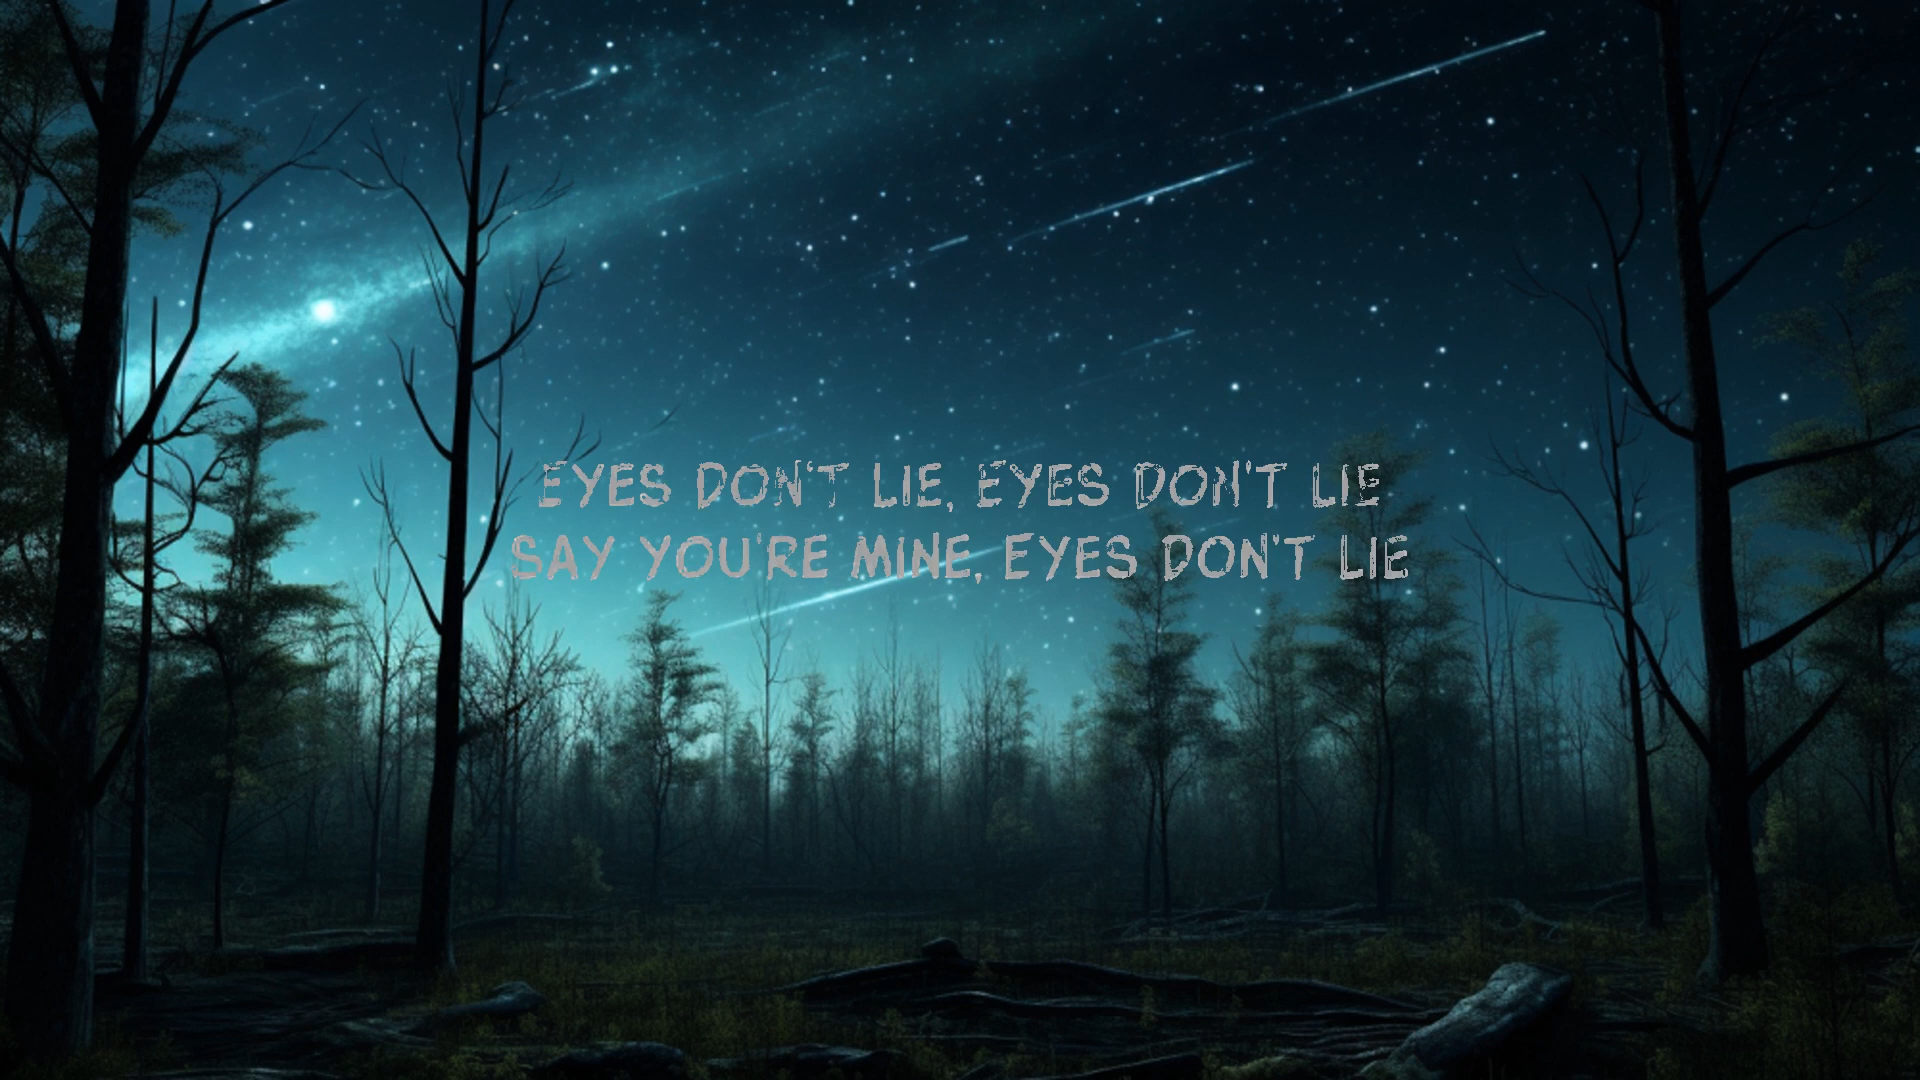 EYES DON'T LIE, EYES DON'T LIE
SAY YOU'RE MINE, EYES DON'T LIE